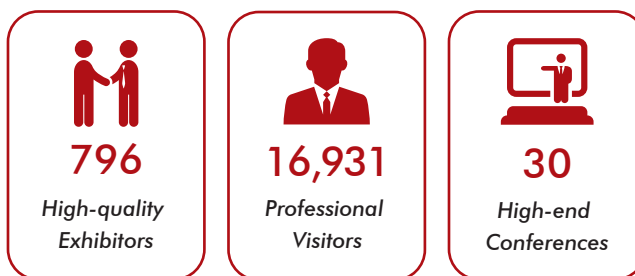 796
High-quality
Exhibitors
16,931
Professional
Visitors
30
High-end
Conferences